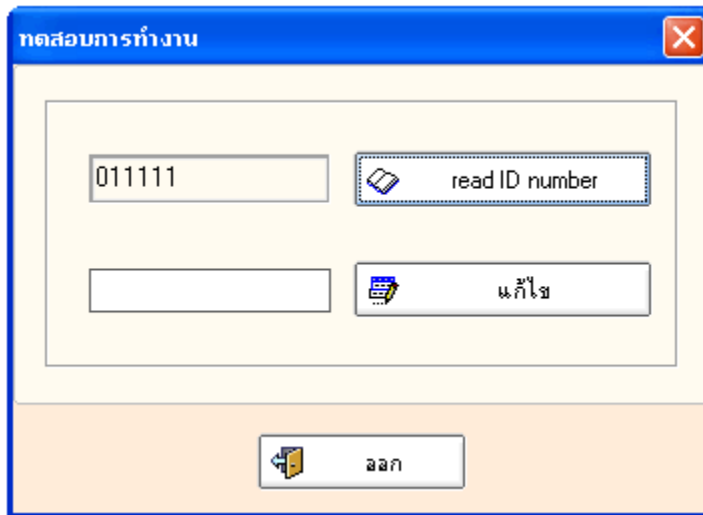 ทดสอบการทำงาน
011111
read ID number
แก้ไข
ออก